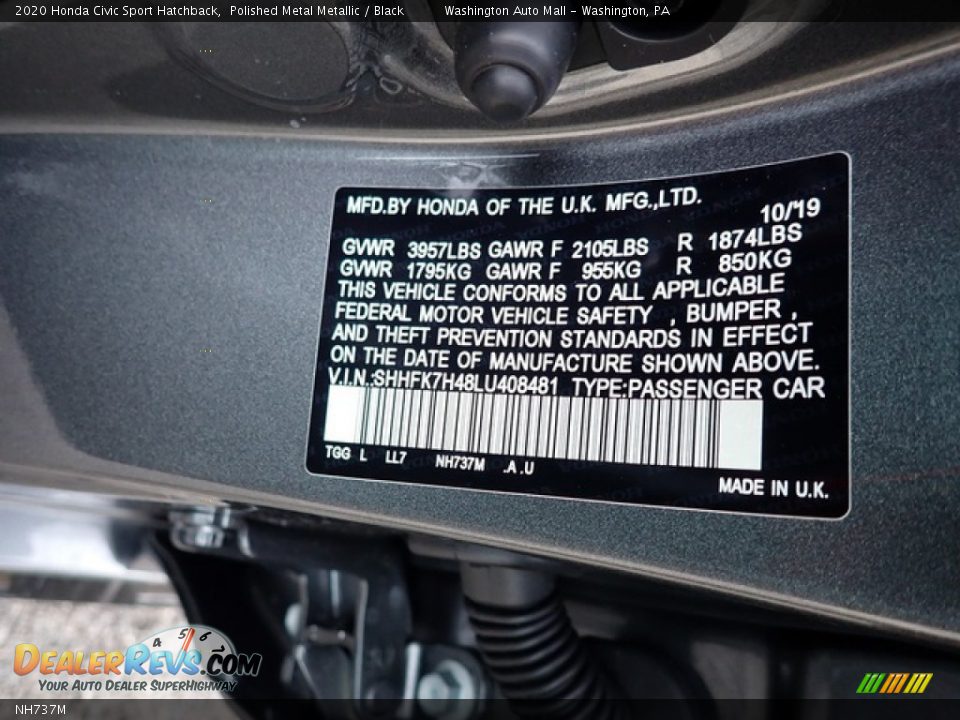 2020 Honda Civic Sport Hatchback, Polished Metal Metallic / Black Washington Auto Mall - Washington, PA
MFD.BY HONDA OF THE U.K. MFG.,LTD.
10/'19
GVWR 3957LBS GAWR F 2105LBS R 1874LBS
GVWR 1795KG GAWR F 955KG R 850KG
THIS VEHICLE CONFORMS TO ALL APPLICABLE
FEDERAL MOTOR VEHICLE SAFETY , BUMPER ,
AND THEFT PREVENTION STANDARDS IN EFFECT
ON THE DATE OF MANUFACTURE SHOWN ABOVE.
V.I.N.:SHHFK7H48LU408481 TYPE:PASSENGER CAR
TGG L LL7 NH737M .A .U
MADE IN U.K.
4 5 6
DEALERREVS.COM
YOUR AUTO DEALER SUPERHIGHWAY
NH737M